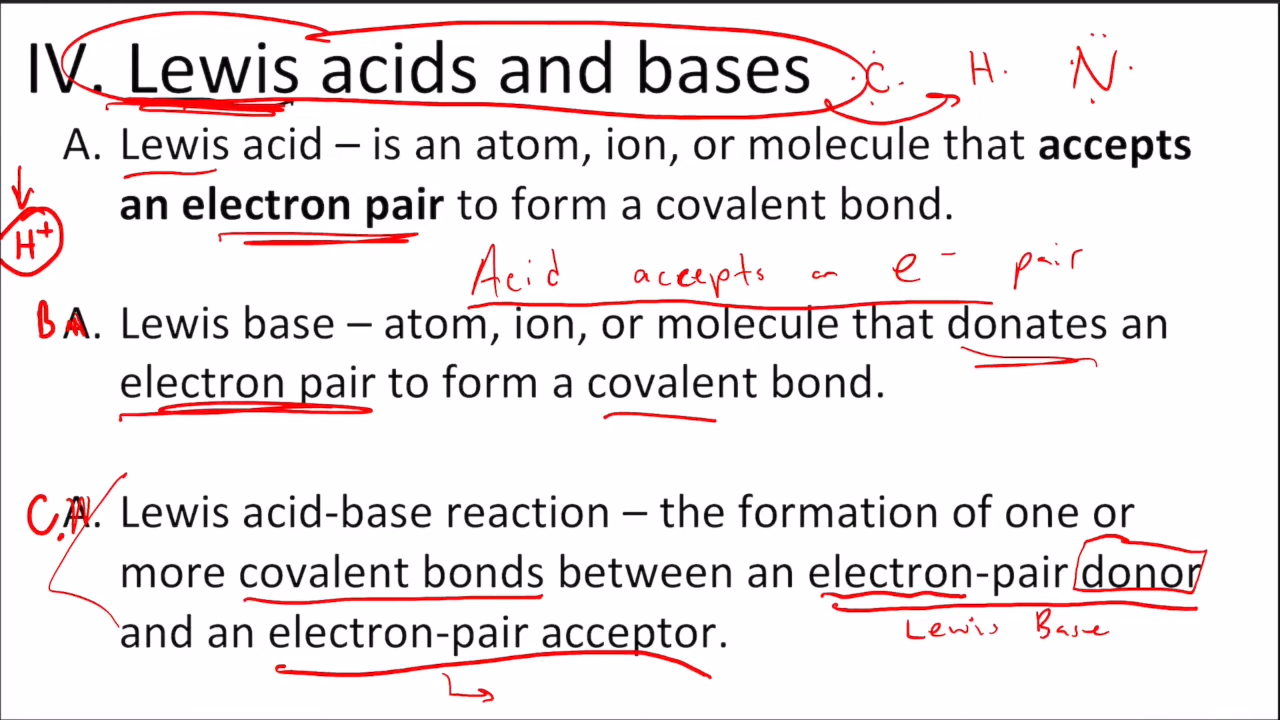 IV. Lewis acids and bases C H N
A. Lewis acid – is an atom, ion, or molecule that accepts
an electron pair to form a covalent bond.
H+
Acid accepts an e- pair
B A. Lewis base – atom, ion, or molecule that donates an
electron pair to form a covalent bond.
C. A. Lewis acid-base reaction – the formation of one or
more covalent bonds between an electron-pair donor
and an electron-pair acceptor.
Lewis Base